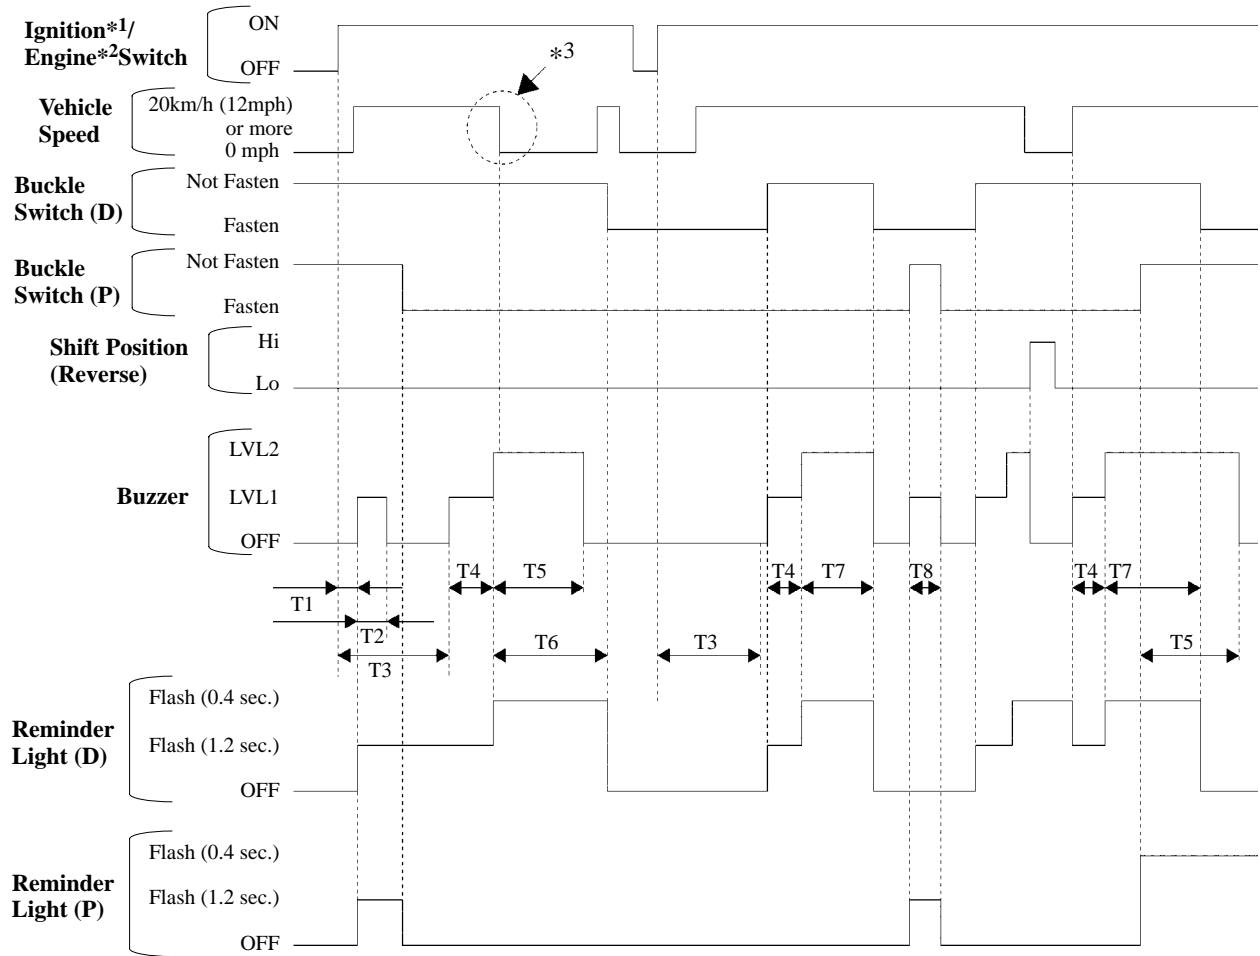 Ignition*1/
Engine*2Switch
ON
OFF
*3
Vehicle
Speed
20km/h (12mph)
or more
0 mph
Buckle
Switch (D)
Not Fasten
Fasten
Buckle
Switch (P)
Not Fasten
Fasten
Shift Position
(Reverse)
Hi
Lo
Buzzer
LVL2
LVL1
OFF
T4 T5 T4 T7 T8 T4 T7
T1
T2
T3 T6 T3 T5
Reminder
Light (D)
Flash (0.4 sec.)
Flash (1.2 sec.)
OFF
Reminder
Light (P)
Flash (0.4 sec.)
Flash (1.2 sec.)
OFF